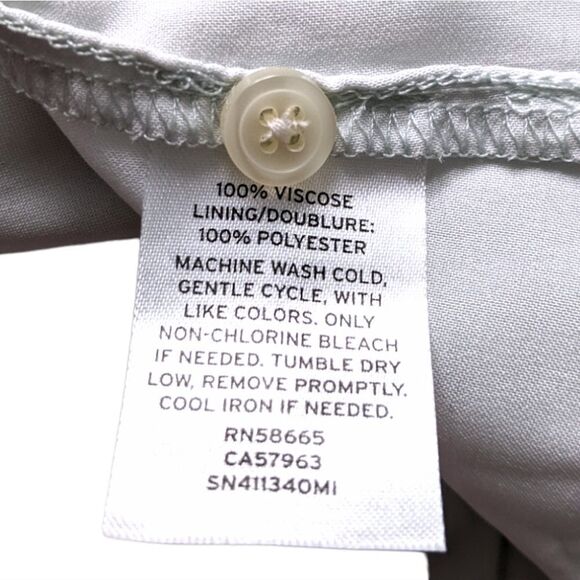 100% VISCOSE
LINING/DOUBLURE:
100% POLYESTER
MACHINE WASH COLD,
GENTLE CYCLE, WITH
LIKE COLORS. ONLY
NON-CHLORINE BLEACH
IF NEEDED. TUMBLE DRY
LOW, REMOVE PROMPTLY.
COOL IRON IF NEEDED.
RN58665
CA57963
SN411340MI